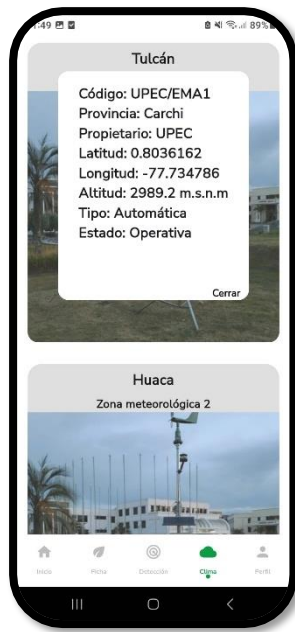 1:49 89%
Tulcán
Código: UPEC/EMA1
Provincia: Carchi
Propietario: UPEC
Latitud: 0.8036162
Longitud: -77.734786
Altitud: 2989.2 m.s.n.m
Tipo: Automática
Estado: Operativa
Cerrar
Huaca
Zona meteorológica 2
Inicio Ficha Detección Clima Perfil